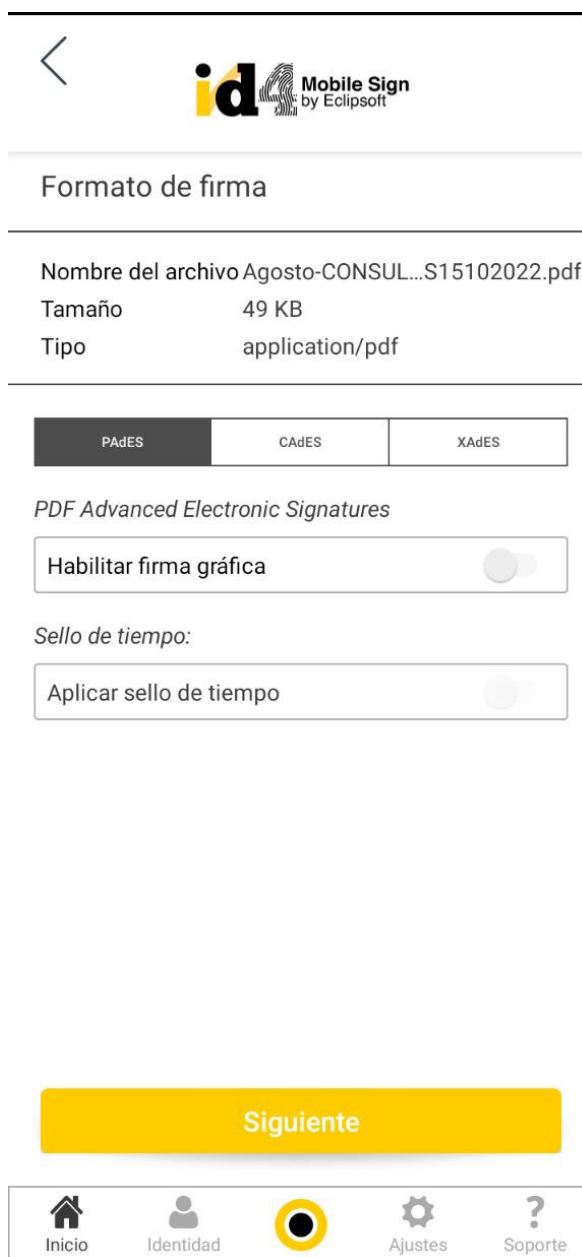 id4 Mobile Sign
by Eclipsoft
Formato de firma
Nombre del archivo Agosto-CONSUL...S15102022.pdf
Tamaño 49 KB
Tipo application/pdf
PAdES CAdES XAdES
PDF Advanced Electronic Signatures
Habilitar firma gráfica
Sello de tiempo:
Aplicar sello de tiempo
Siguiente
Inicio Identidad Ajustes Soporte